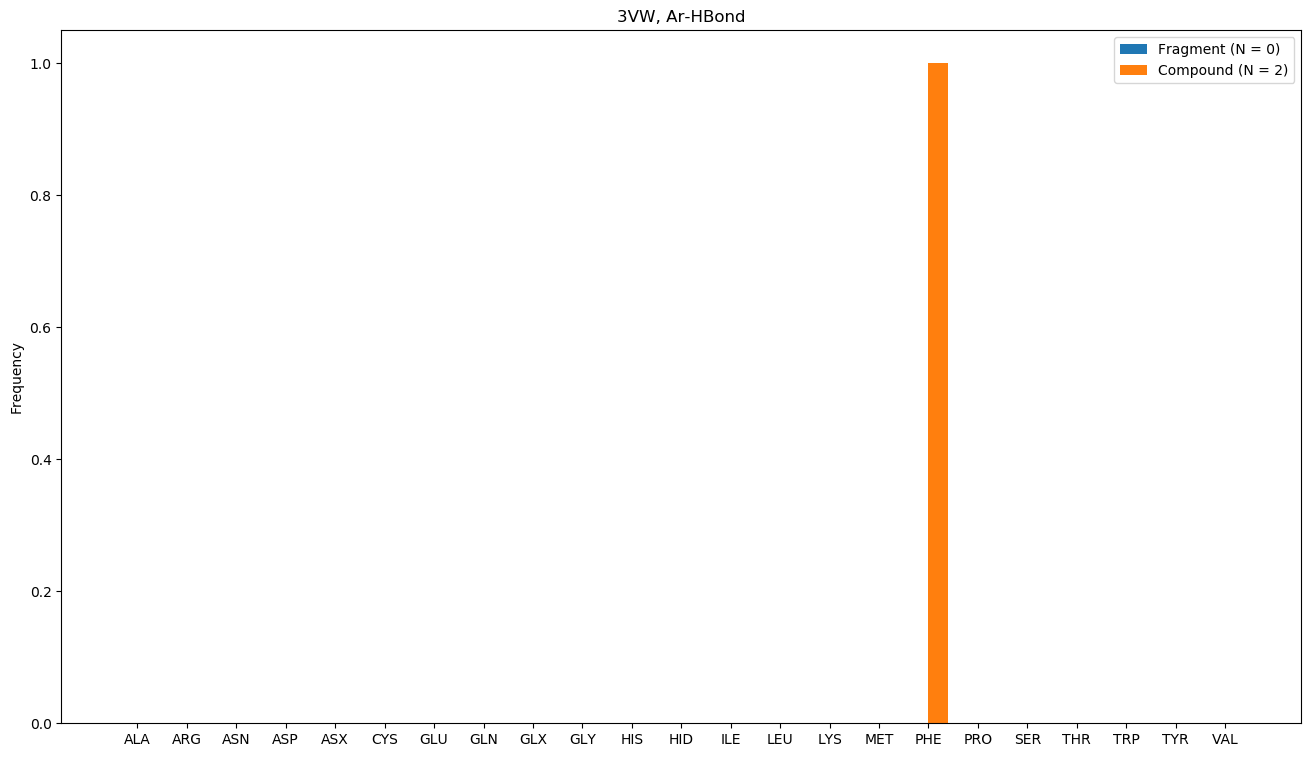 3VW, Ar-HBond
Fragment (N = 0)
Compound (N = 2)
1.0
0.8
0.6
0.4
0.2
0.0
Frequency
ALA ARG ASN ASP ASX CYS GLU GLN GLX GLY HIS HID ILE LEU LYS MET PHE PRO SER THR TRP TYR VAL